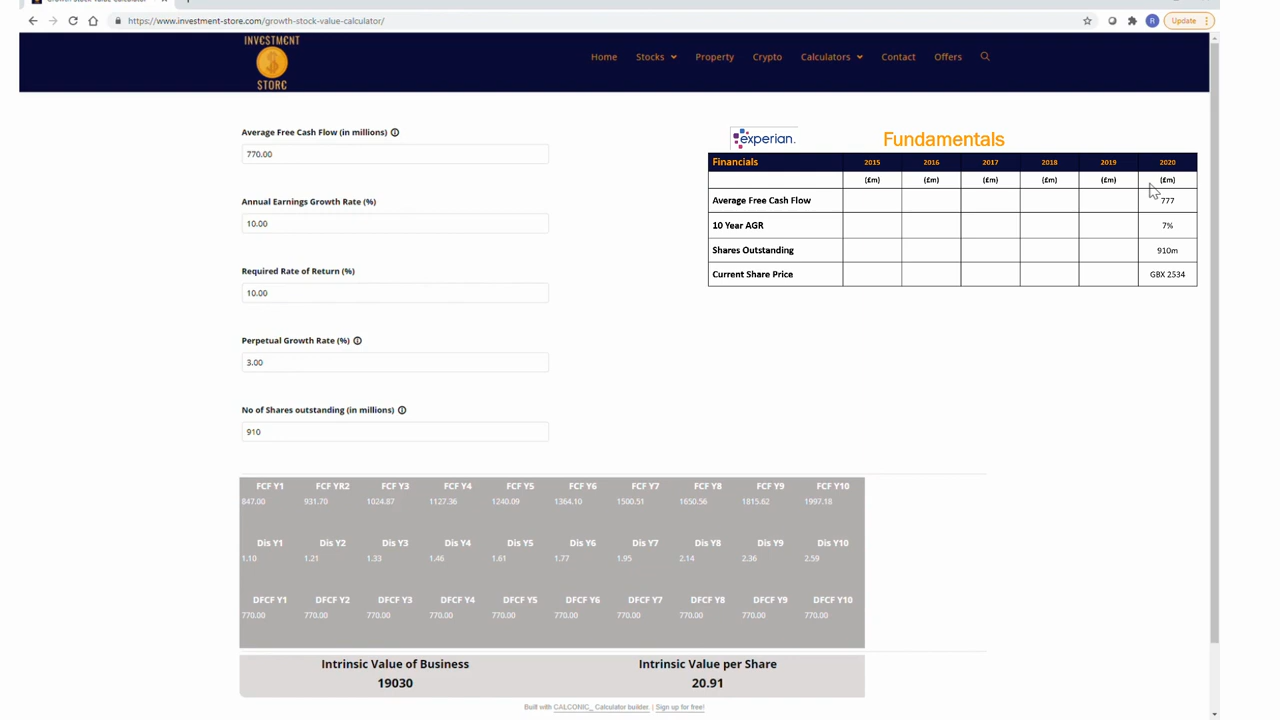 Growth stock value calculator
https://www.investment-store.com/growth-stock-value-calculator/
Update
INVESTMENT
STORE
Home
Stocks
Property
Crypto
Calculators
Contact
Offers
Average Free Cash Flow (in millions)
770.00
Annual Earnings Growth Rate (%)
10.00
Required Rate of Return (%)
10.00
Perpetual Growth Rate (%)
3.00
No of Shares outstanding (in millions)
910
experian.
Fundamentals
Financials 2015 2016 2017 2018 2019 2020
(£m) (£m) (£m) (£m) (£m) (£m)
Average Free Cash Flow 777
10 Year AGR 7%
Shares Outstanding 910m
Current Share Price GBX 2534
FCF Y1 FCF YR2 FCF Y3 FCF Y4 FCF Y5 FCF Y6 FCF Y7 FCF Y8 FCF Y9 FCF Y10
847.00 931.70 1024.87 1127.36 1240.09 1364.10 1500.51 1650.56 1815.62 1997.18
Dis Y1 Dis Y2 Dis Y3 Dis Y4 Dis Y5 Dis Y6 Dis Y7 Dis Y8 Dis Y9 Dis Y10
1.10 1.21 1.33 1.46 1.61 1.77 1.95 2.14 2.36 2.59
DFCF Y1 DFCF Y2 DFCF Y3 DFCF Y4 DFCF Y5 DFCF Y6 DFCF Y7 DFCF Y8 DFCF Y9 DFCF Y10
770.00 770.00 770.00 770.00 770.00 770.00 770.00 770.00 770.00 770.00
Intrinsic Value of Business Intrinsic Value per Share
19030 20.91
Built with CALCONIC_ Calculator builder. | Sign up for free!